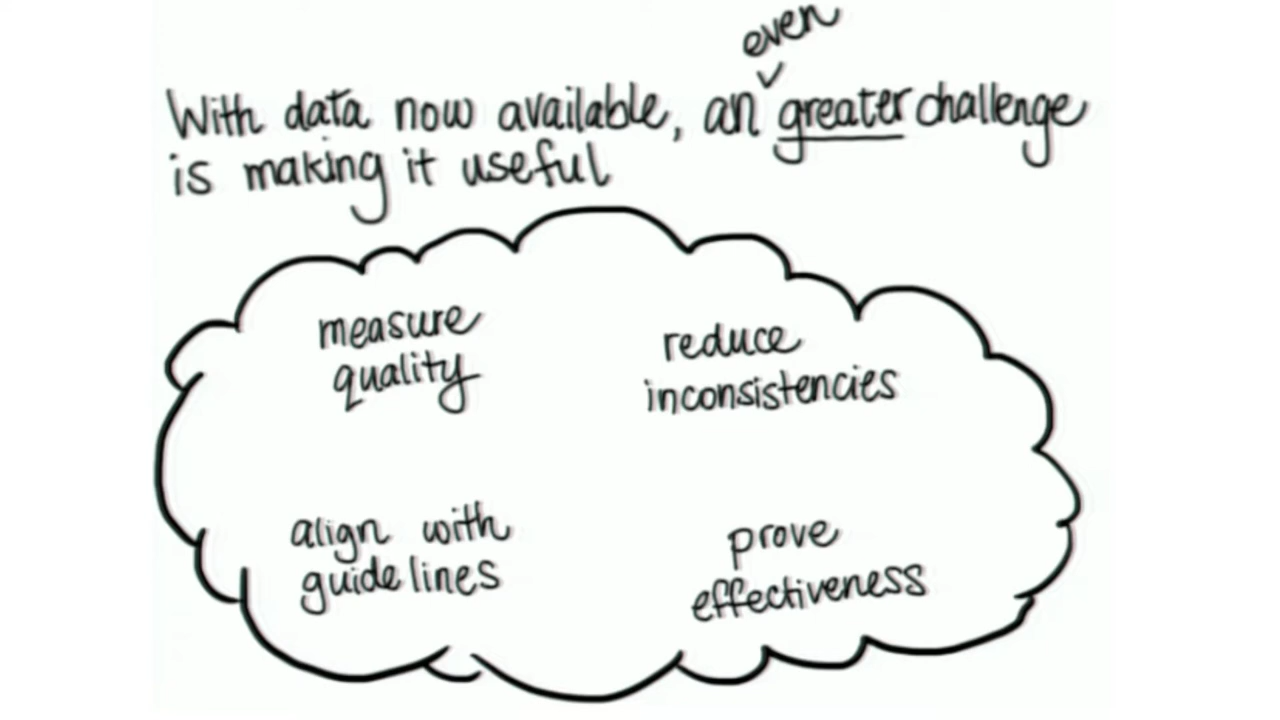 even
With data now available, an greater challenge
is making it useful
measure
quality
reduce
inconsistencies
align with
guidelines
prove
effectiveness